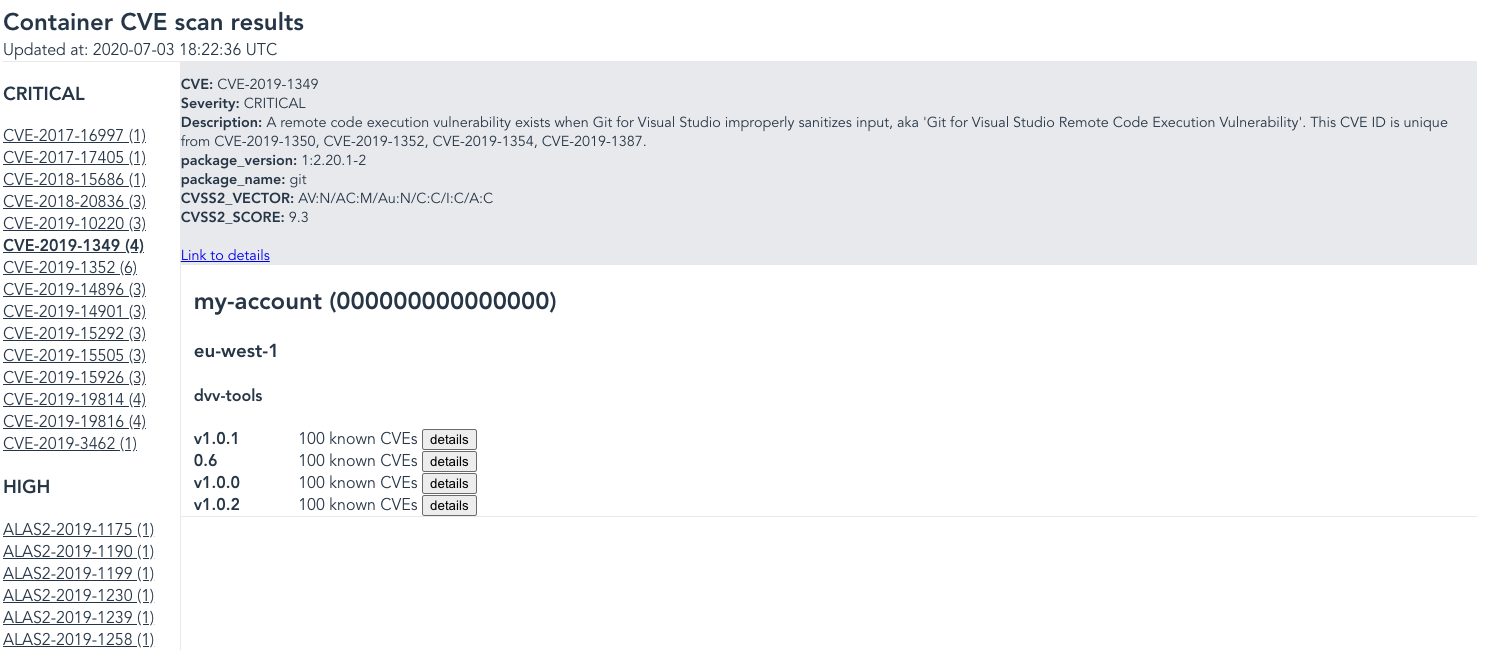 Container CVE scan results
Updated at: 2020-07-03 18:22:36 UTC
CRITICAL
CVE-2017-16997 (1)
CVE-2017-17405 (1)
CVE-2018-15686 (1)
CVE-2018-20836 (3)
CVE-2019-10220 (3)
CVE-2019-1349 (4)
CVE-2019-1352 (6)
CVE-2019-14896 (3)
CVE-2019-14901 (3)
CVE-2019-15292 (3)
CVE-2019-15505 (3)
CVE-2019-15926 (3)
CVE-2019-19814 (4)
CVE-2019-19816 (4)
CVE-2019-3462 (1)
HIGH
ALAS2-2019-1175 (1)
ALAS2-2019-1190 (1)
ALAS2-2019-1199 (1)
ALAS2-2019-1230 (1)
ALAS2-2019-1239 (1)
ALAS2-2019-1258 (1)
CVE: CVE-2019-1349
Severity: CRITICAL
Description: A remote code execution vulnerability exists when Git for Visual Studio improperly sanitizes input, aka 'Git for Visual Studio Remote Code Execution Vulnerability'. This CVE ID is unique
from CVE-2019-1350, CVE-2019-1352, CVE-2019-1354, CVE-2019-1387.
package_version: 1:2.20.1-2
package_name: git
CVSS2_VECTOR: AV:N/AC:M/Au:N/C:C/I:C/A:C
CVSS2_SCORE: 9.3
Link to details
my-account (000000000000000)
eu-west-1
dvv-tools
v1.0.1 100 known CVEs details
0.6 100 known CVEs details
v1.0.0 100 known CVEs details
v1.0.2 100 known CVEs details